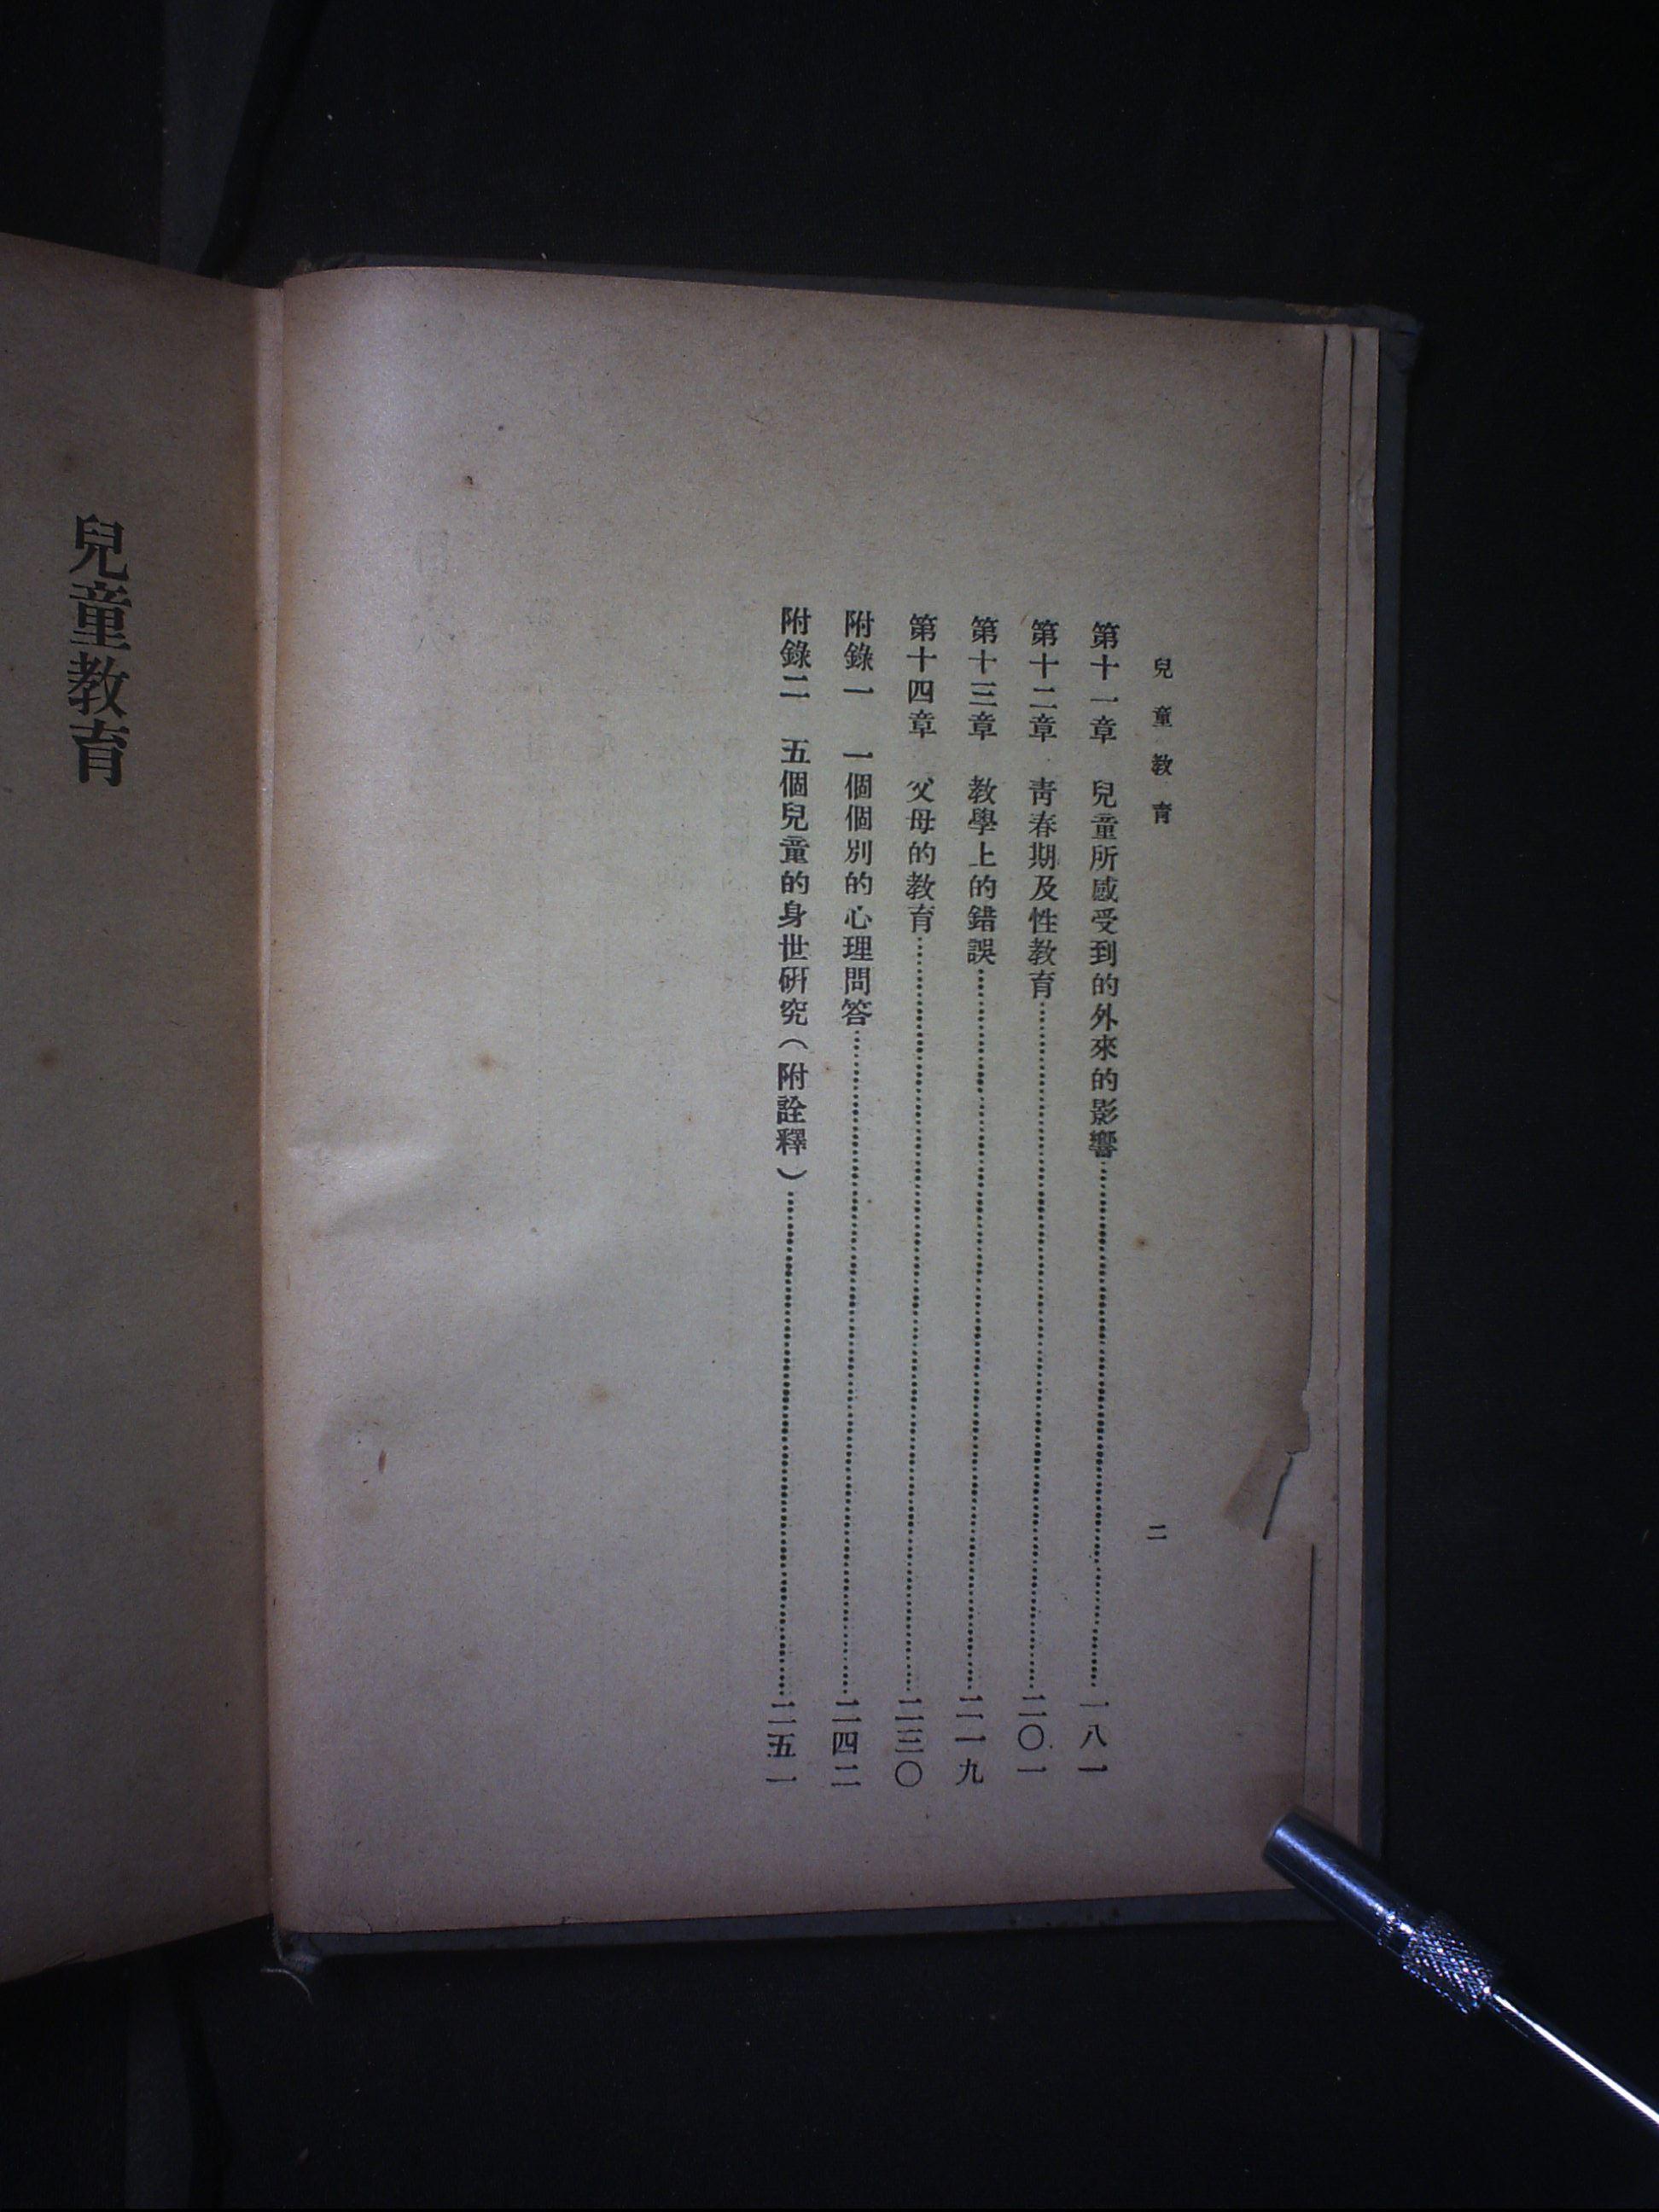 兒童教育
二
第十一章 兒童所感受到的外來的影響……一八一
第十二章 靑春期及性教育……二〇一
第十三章 教學上的錯誤……二一九
第十四章 父母的教育……二三〇
附錄一 一個個別的心理問答……二四二
附錄二 五個兒童的身世研究（附詮釋）……二五一
兒童教育